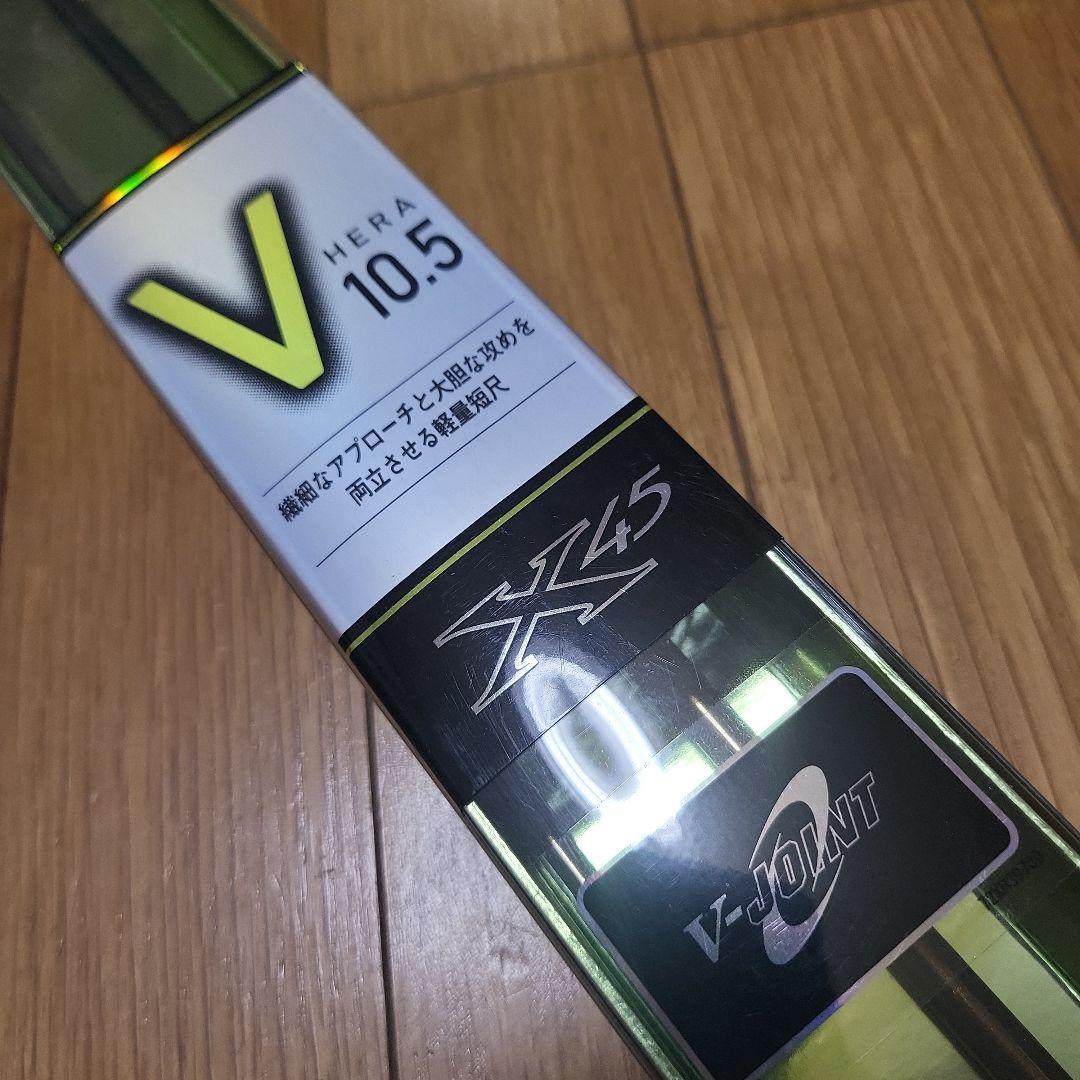 V
HERA
10.5
繊細なアプローチと大胆な攻めを
両立させる軽量短尺
X45
V-JOINT